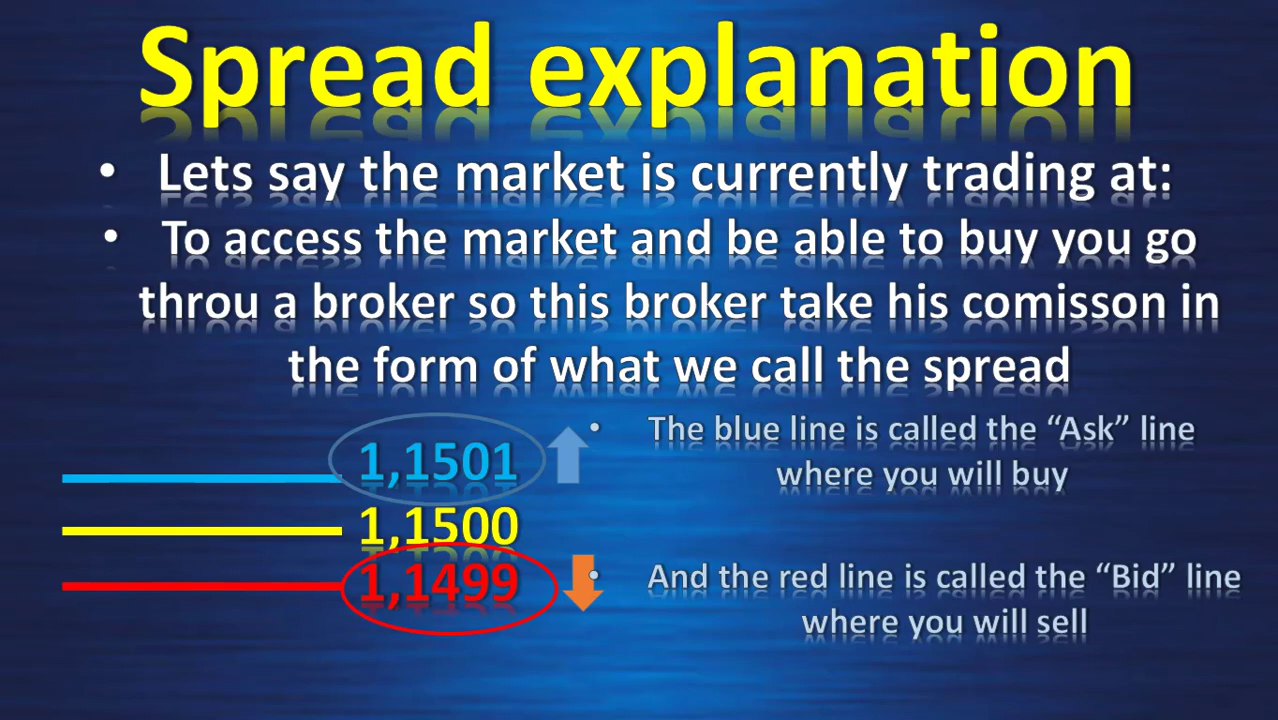 Spread explanation
• Lets say the market is currently trading at:
• To access the market and be able to buy you go
throu a broker so this broker take his comisson in
the form of what we call the spread
• The blue line is called the “Ask” line
where you will buy
1,1501
1,1500
1,1499
• And the red line is called the “Bid” line
where you will sell